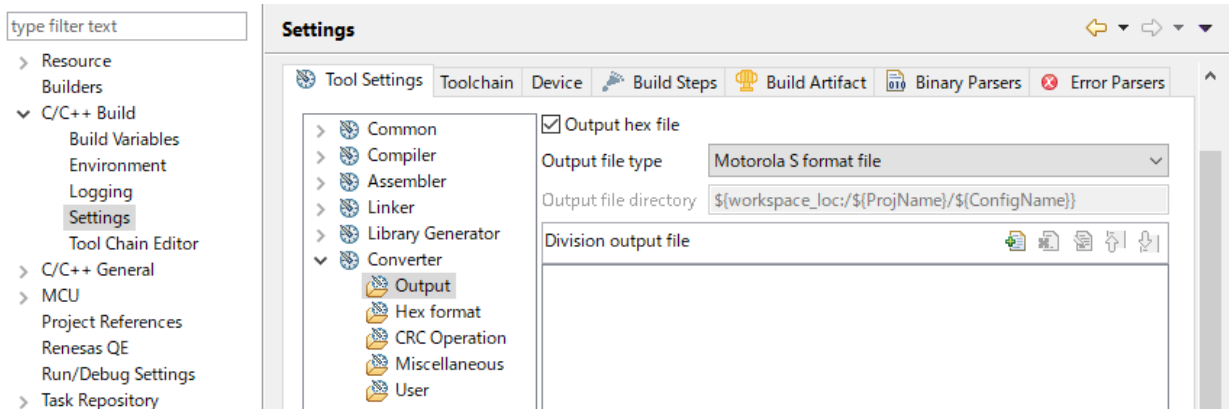 type filter text
Resource
Builders
C/C++ Build
Build Variables
Environment
Logging
Settings
Tool Chain Editor
C/C++ General
MCU
Project References
Renesas QE
Run/Debug Settings
Task Repository
Settings
Tool Settings Toolchain Device Build Steps Build Artifact Binary Parsers Error Parsers
Common
Compiler
Assembler
Linker
Library Generator
Converter
Output
Hex format
CRC Operation
Miscellaneous
User
Output hex file
Output file type Motorola S format file
Output file directory ${workspace_loc:/${ProjName}/${ConfigName}}
Division output file